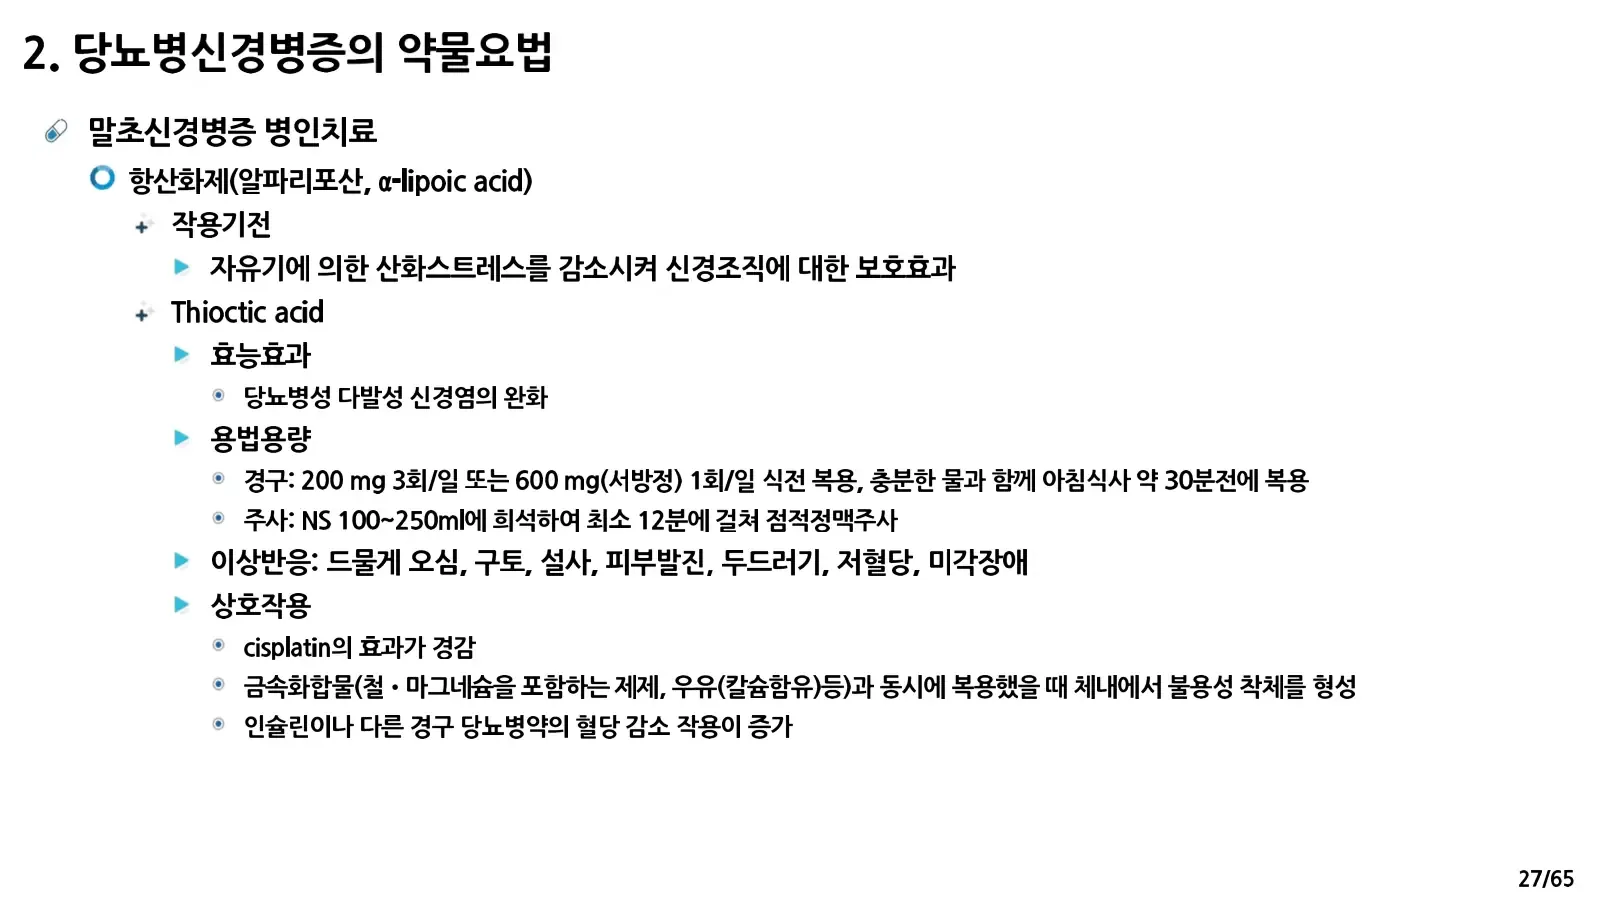 2. 당뇨병신경병증의 약물요법
말초신경병증 병인치료
항산화제(알파리포산, α-lipoic acid)
작용기전
자유기에 의한 산화스트레스를 감소시켜 신경조직에 대한 보호효과
Thioctic acid
효능효과
당뇨병성 다발성 신경염의 완화
용법용량
경구: 200 mg 3회/일 또는 600 mg(서방정) 1회/일 식전 복용, 충분한 물과 함께 아침식사 약 30분전에 복용
주사: NS 100~250ml에 희석하여 최소 12분에 걸쳐 점적정맥주사
이상반응: 드물게 오심, 구토, 설사, 피부발진, 두드러기, 저혈당, 미각장애
상호작용
cisplatin의 효과가 경감
금속화합물(철•마그네슘을 포함하는 제제, 우유(칼슘함유)등)과 동시에 복용했을 때 체내에서 불용성 착체를 형성
인슐린이나 다른 경구 당뇨병약의 혈당 감소 작용이 증가
27/65